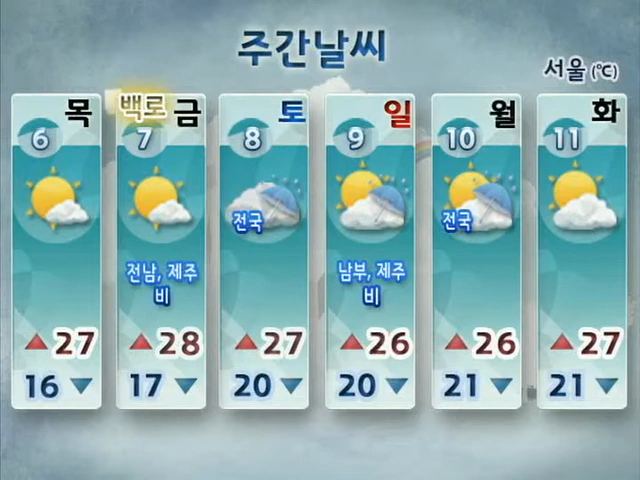 주간날씨
서울 (℃)
목 백로 금 토 일 월 화
6 7 8 9 10 11
전국 전국
전남, 제주 남부, 제주
비 비
27 28 27 26 26 27
16 17 20 20 21 21